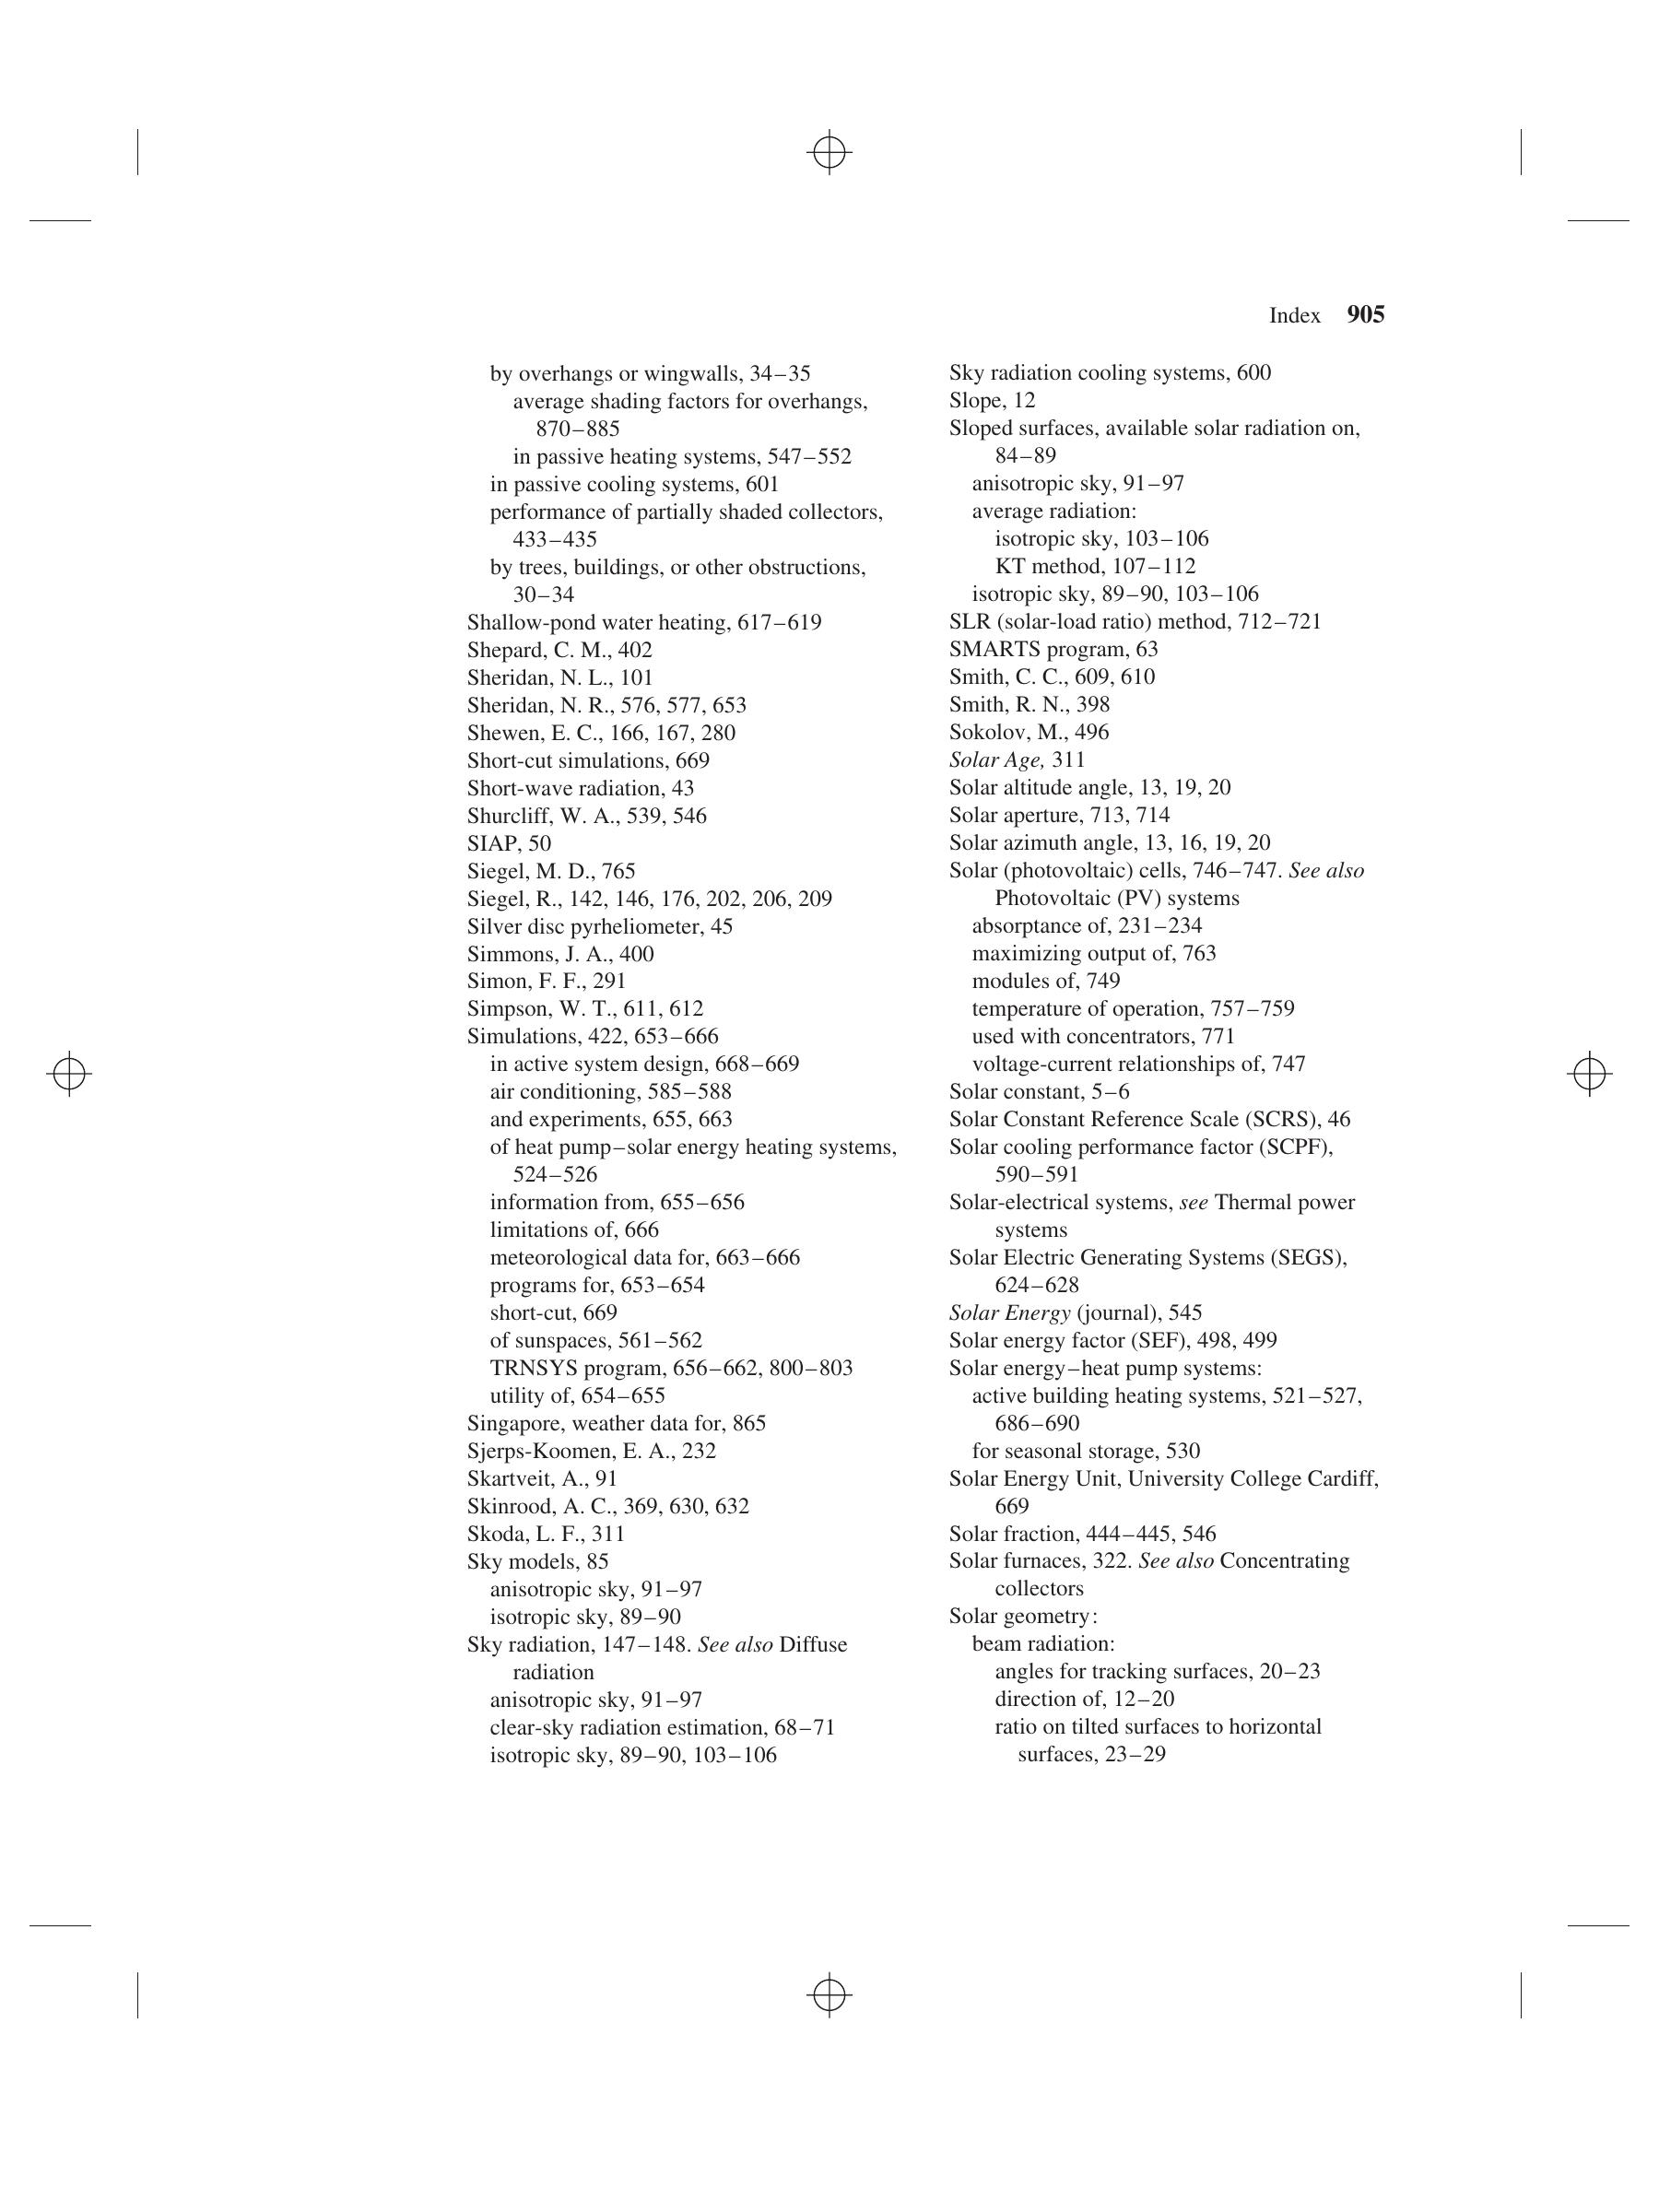 Index 905
by overhangs or wingwalls, 34–35
average shading factors for overhangs,
870–885
in passive heating systems, 547–552
in passive cooling systems, 601
performance of partially shaded collectors,
433–435
by trees, buildings, or other obstructions,
30–34
Shallow-pond water heating, 617–619
Shepard, C. M., 402
Sheridan, N. L., 101
Sheridan, N. R., 576, 577, 653
Shewen, E. C., 166, 167, 280
Short-cut simulations, 669
Short-wave radiation, 43
Shurcliff, W. A., 539, 546
SIAP, 50
Siegel, M. D., 765
Siegel, R., 142, 146, 176, 202, 206, 209
Silver disc pyrheliometer, 45
Simmons, J. A., 400
Simon, F. F., 291
Simpson, W. T., 611, 612
Simulations, 422, 653–666
in active system design, 668–669
air conditioning, 585–588
and experiments, 655, 663
of heat pump–solar energy heating systems,
524–526
information from, 655–656
limitations of, 666
meteorological data for, 663–666
programs for, 653–654
short-cut, 669
of sunspaces, 561–562
TRNSYS program, 656–662, 800–803
utility of, 654–655
Singapore, weather data for, 865
Sjerps-Koomen, E. A., 232
Skartveit, A., 91
Skinrood, A. C., 369, 630, 632
Skoda, L. F., 311
Sky models, 85
anisotropic sky, 91–97
isotropic sky, 89–90
Sky radiation, 147–148. See also Diffuse
radiation
anisotropic sky, 91–97
clear-sky radiation estimation, 68–71
isotropic sky, 89–90, 103–106
Sky radiation cooling systems, 600
Slope, 12
Sloped surfaces, available solar radiation on,
84–89
anisotropic sky, 91–97
average radiation:
isotropic sky, 103–106
KT method, 107–112
isotropic sky, 89–90, 103–106
SLR (solar-load ratio) method, 712–721
SMARTS program, 63
Smith, C. C., 609, 610
Smith, R. N., 398
Sokolov, M., 496
Solar Age, 311
Solar altitude angle, 13, 19, 20
Solar aperture, 713, 714
Solar azimuth angle, 13, 16, 19, 20
Solar (photovoltaic) cells, 746–747. See also
Photovoltaic (PV) systems
absorptance of, 231–234
maximizing output of, 763
modules of, 749
temperature of operation, 757–759
used with concentrators, 771
voltage-current relationships of, 747
Solar constant, 5–6
Solar Constant Reference Scale (SCRS), 46
Solar cooling performance factor (SCPF),
590–591
Solar-electrical systems, see Thermal power
systems
Solar Electric Generating Systems (SEGS),
624–628
Solar Energy (journal), 545
Solar energy factor (SEF), 498, 499
Solar energy–heat pump systems:
active building heating systems, 521–527,
686–690
for seasonal storage, 530
Solar Energy Unit, University College Cardiff,
669
Solar fraction, 444–445, 546
Solar furnaces, 322. See also Concentrating
collectors
Solar geometry:
beam radiation:
angles for tracking surfaces, 20–23
direction of, 12–20
ratio on tilted surfaces to horizontal
surfaces, 23–29